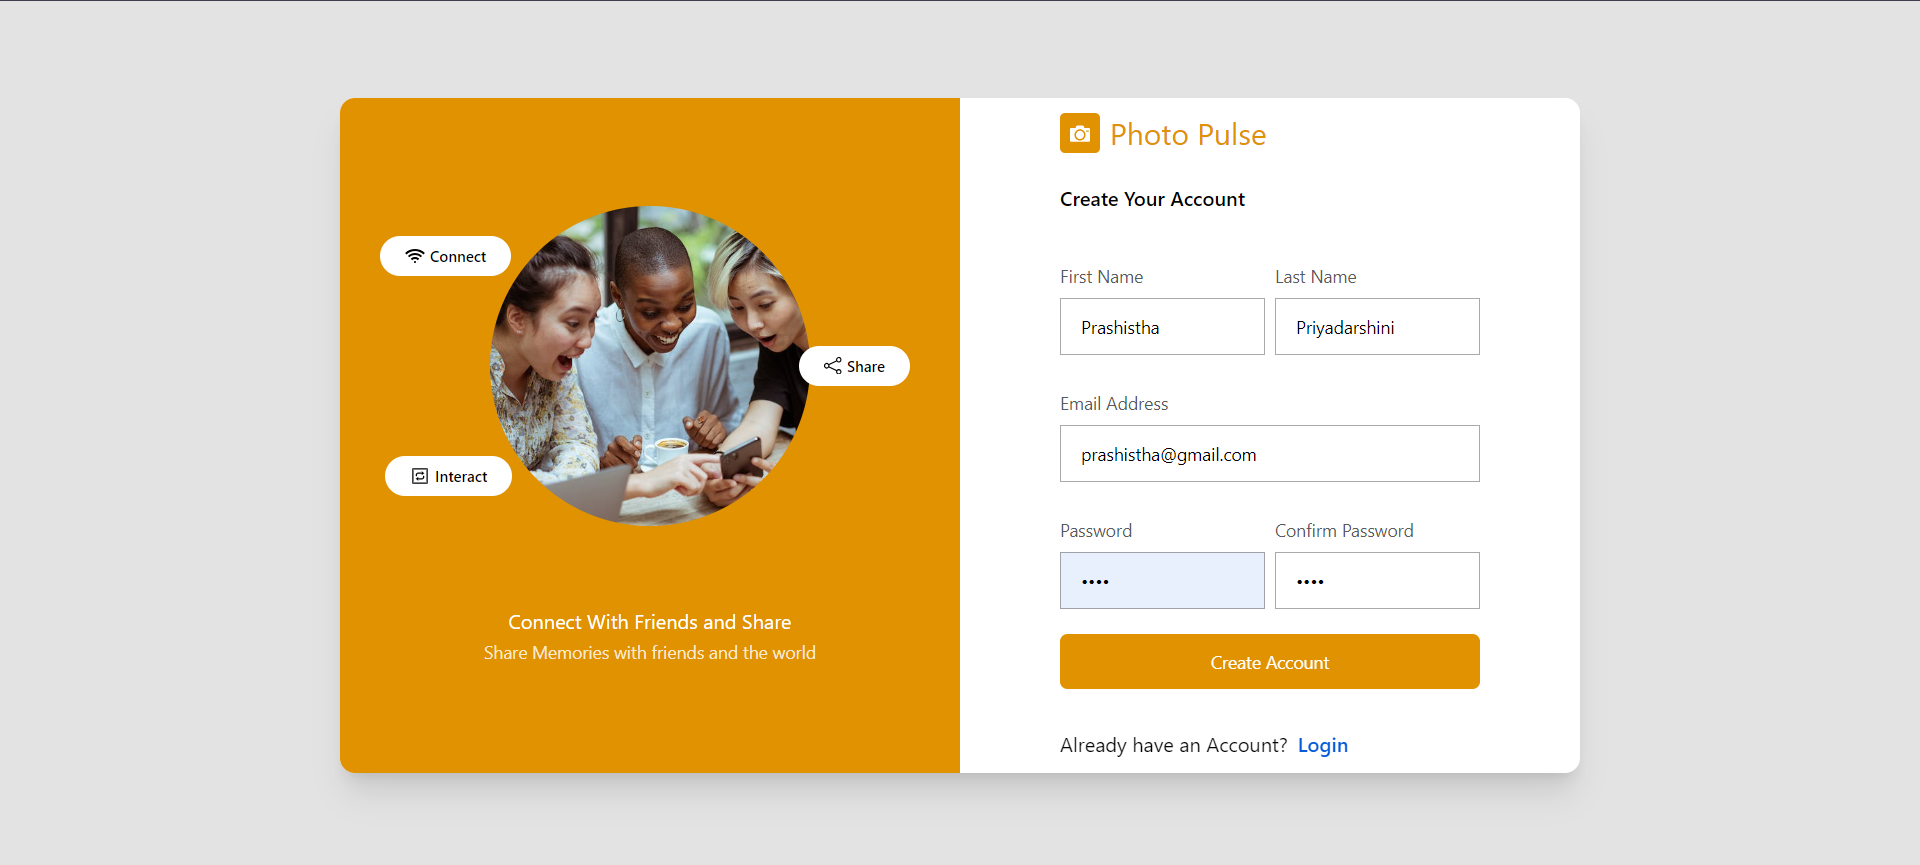 Connect
Share
Interact
Connect With Friends and Share
Share Memories with friends and the world
Photo Pulse
Create Your Account
First Name Last Name
Prashistha Priyadarshini
Email Address
prashistha@gmail.com
Password Confirm Password
•••• ••••
Create Account
Already have an Account? Login